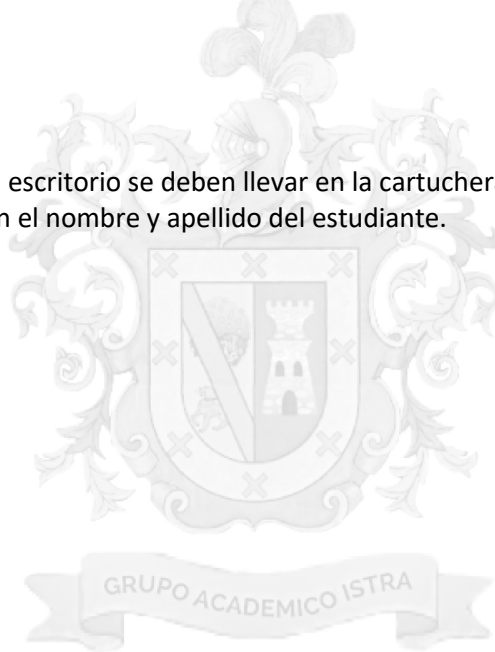 escritorio se deben llevar en la cartuchera
n el nombre y apellido del estudiante.
GRUPO ACADEMICO ISTRA